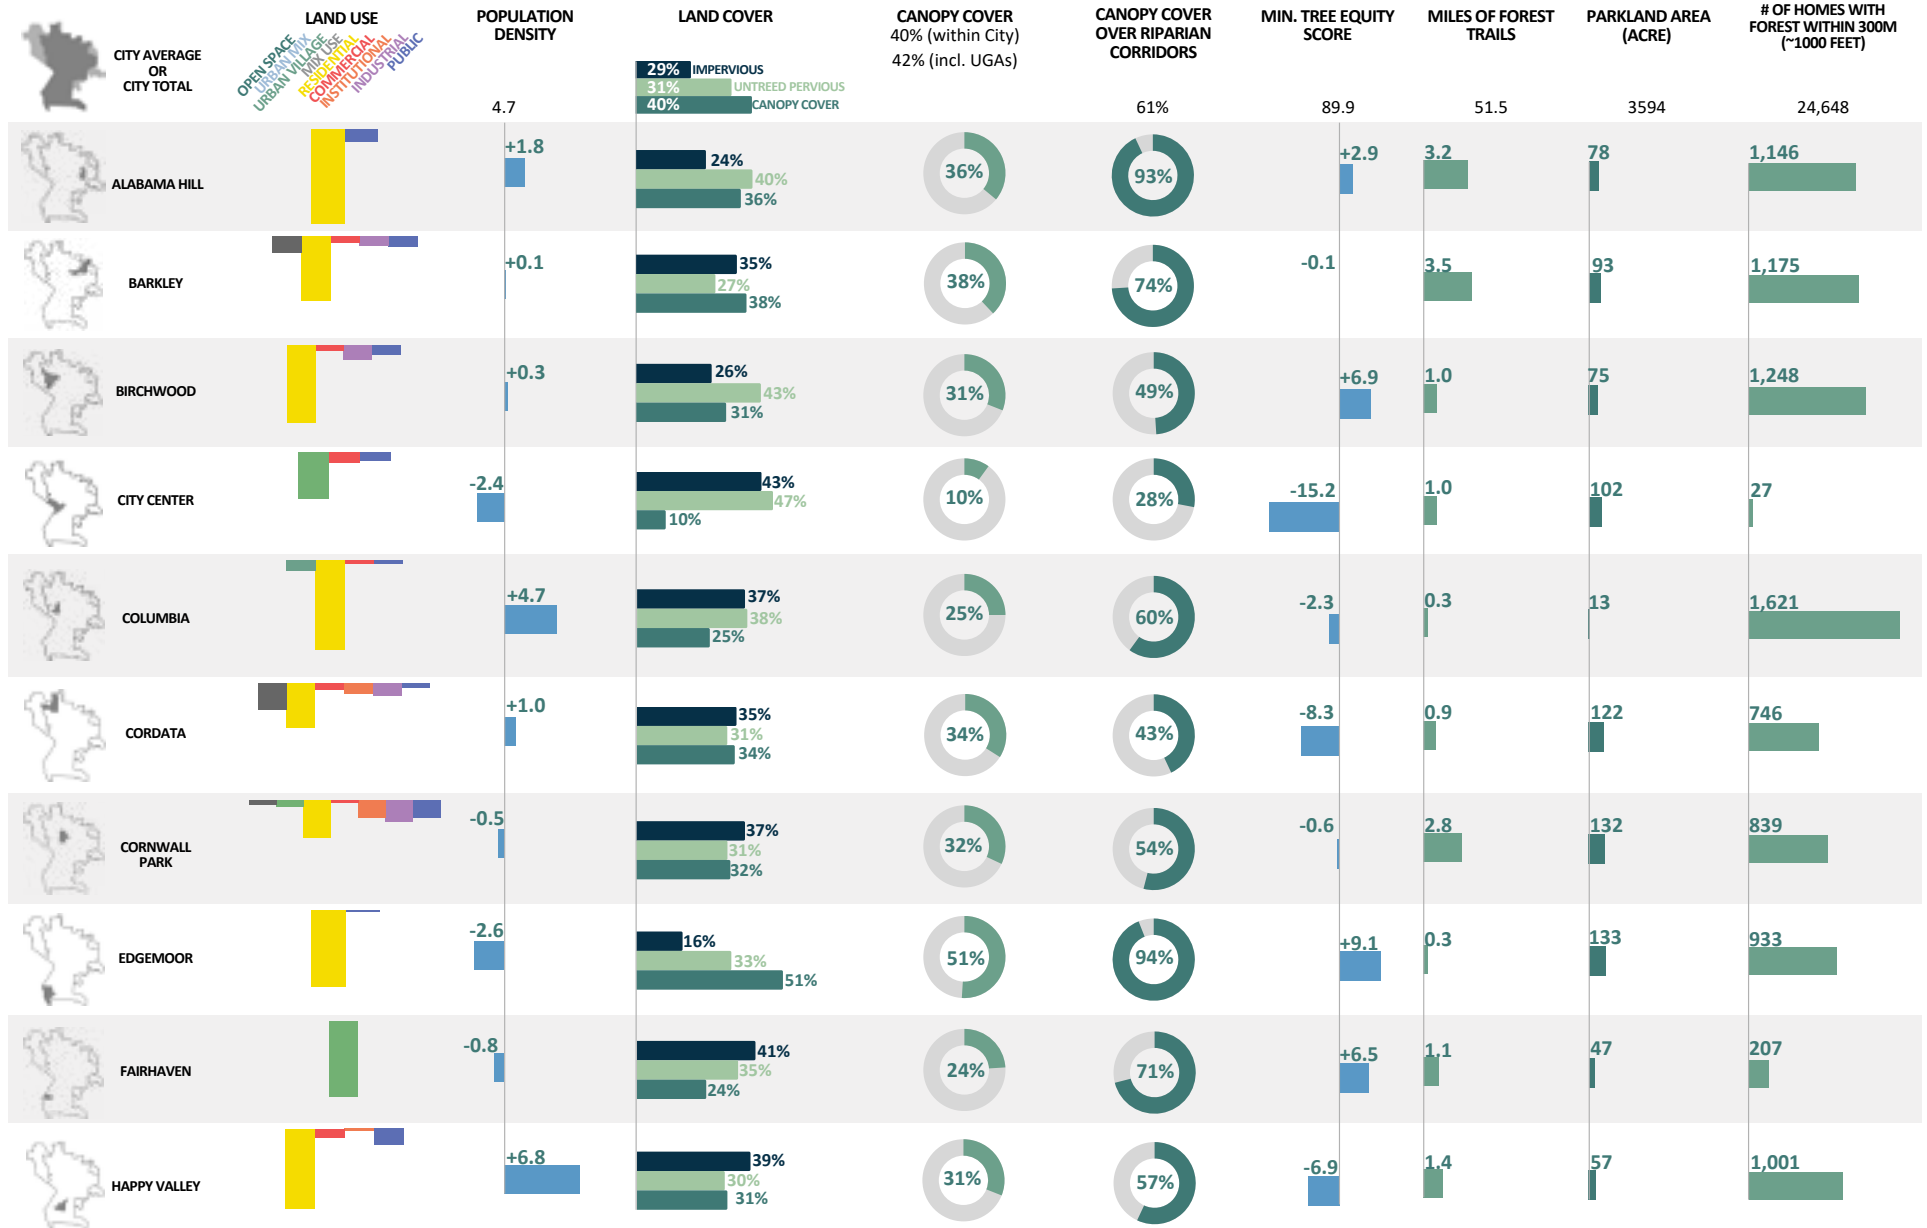 CITY AVERAGE
OR
CITY TOTAL
LAND USE
OPEN SPACE
URBAN MIX
URBAN VILLAGE
MIX USE
RESIDENTIAL
COMMERCIAL
INSTITUTIONAL
INDUSTRIAL
PUBLIC
POPULATION
DENSITY
4.7
LAND COVER
29% IMPERVIOUS
31% UNTREED PERVIOUS
40% CANOPY COVER
CANOPY COVER
40% (within City)
42% (incl. UGAs)
CANOPY COVER
OVER RIPARIAN
CORRIDORS
61%
MIN. TREE EQUITY
SCORE
89.9
MILES OF FOREST
TRAILS
51.5
PARKLAND AREA
(ACRE)
3594
# OF HOMES WITH
FOREST WITHIN 300M
(~1000 FEET)
24,648
ALABAMA HILL
+1.8
24%
40%
36%
36%
93%
+2.9
3.2
78
1,146
BARKLEY
+0.1
35%
27%
38%
38%
74%
-0.1
3.5
93
1,175
BIRCHWOOD
+0.3
26%
43%
31%
31%
49%
+6.9
1.0
75
1,248
CITY CENTER
-2.4
43%
47%
10%
10%
28%
-15.2
1.0
102
27
COLUMBIA
+4.7
37%
38%
25%
25%
60%
-2.3
0.3
13
1,621
CORDATA
+1.0
35%
31%
34%
34%
43%
-8.3
0.9
122
746
CORNWALL
PARK
-0.5
37%
31%
32%
32%
54%
-0.6
2.8
132
839
EDGEMOOR
-2.6
16%
33%
51%
51%
94%
+9.1
0.3
133
933
FAIRHAVEN
-0.8
41%
35%
24%
24%
71%
+6.5
1.1
47
207
HAPPY VALLEY
+6.8
39%
30%
31%
31%
57%
-6.9
1.4
57
1,001